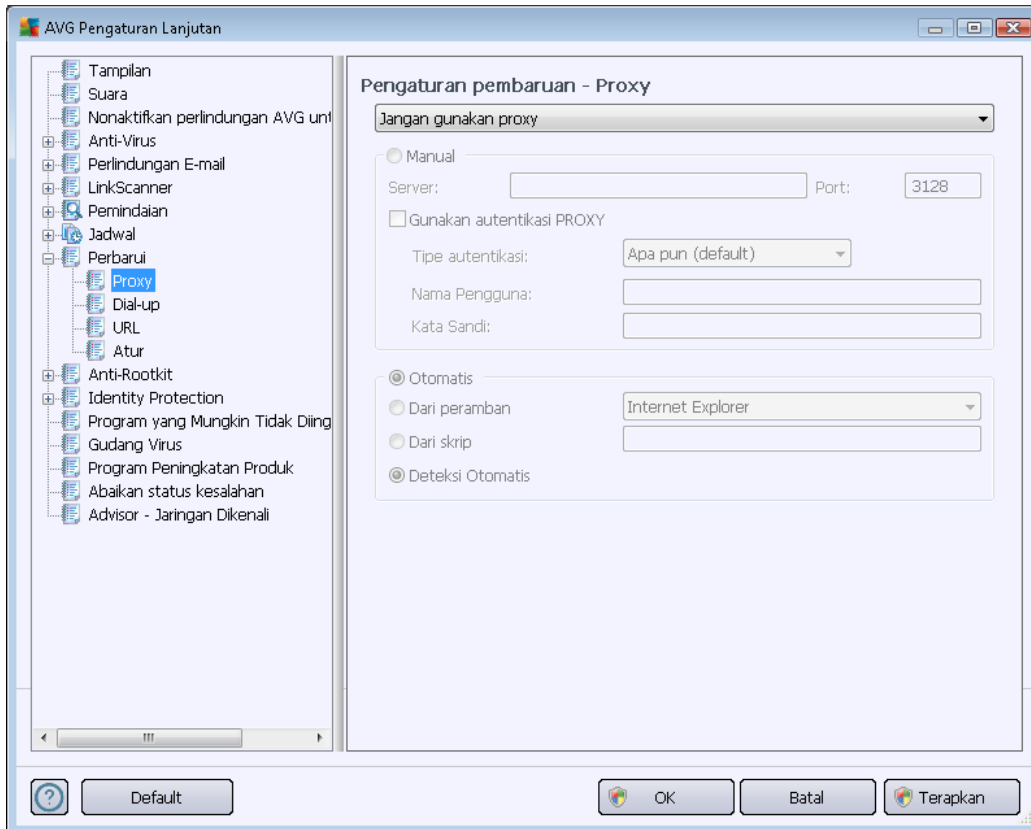 AVG Pengaturan Lanjutan
Tampilan
Suara
Nonaktifkan perlindungan AVG unt
Anti-Virus
Perlindungan E-mail
LinkScanner
Pemindaian
Jadwal
Perbarui
Proxy
Dial-up
URL
Atur
Anti-Rootkit
Identity Protection
Program yang Mungkin Tidak Diing
Gudang Virus
Program Peningkatan Produk
Abaikan status kesalahan
Advisor - Jaringan Dikenali
Pengaturan pembaruan - Proxy
Jangan gunakan proxy
Manual
Server: Port: 3128
Gunakan autentikasi PROXY
Tipe autentikasi: Apa pun (default)
Nama Pengguna:
Kata Sandi:
Otomatis
Dari peramban Internet Explorer
Dari skrip
Deteksi Otomatis
Default OK Batal Terapkan